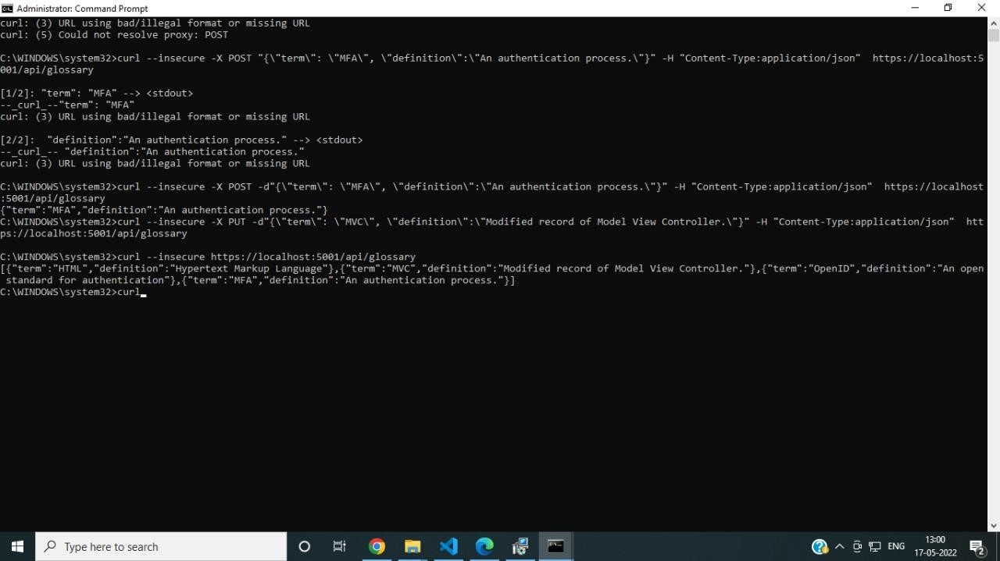 Administrator: Command Prompt
curl: (3) URL using bad/illegal format or missing URL
curl: (5) Could not resolve proxy: POST
C:\WINDOWS\system32>curl --insecure -X POST "{\"term\": \"MFA\", \"definition\":\"An authentication process.\"}" -H "Content-Type:application/json"  https://localhost:5
001/api/glossary
[1/2]: "term": "MFA" --> <stdout>
--_curl_--"term": "MFA"
curl: (3) URL using bad/illegal format or missing URL
[2/2]:  "definition":"An authentication process." --> <stdout>
--_curl_-- "definition":"An authentication process."
curl: (3) URL using bad/illegal format or missing URL
C:\WINDOWS\system32>curl --insecure -X POST -d"{\"term\": \"MFA\", \"definition\":\"An authentication process.\"}" -H "Content-Type:application/json"  https://localhost
:5001/api/glossary
{"term":"MFA","definition":"An authentication process."}
C:\WINDOWS\system32>curl --insecure -X PUT -d"{\"term\": \"MVC\", \"definition\":\"Modified record of Model View Controller.\"}" -H "Content-Type:application/json"  htt
ps://localhost:5001/api/glossary
C:\WINDOWS\system32>curl --insecure https://localhost:5001/api/glossary
[{"term":"HTML","definition":"Hypertext Markup Language"},{"term":"MVC","definition":"Modified record of Model View Controller."},{"term":"OpenID","definition":"An open
 standard for authentication"},{"term":"MFA","definition":"An authentication process."}]
C:\WINDOWS\system32>curl
Type here to search
ENG
13:00
17-05-2022
2